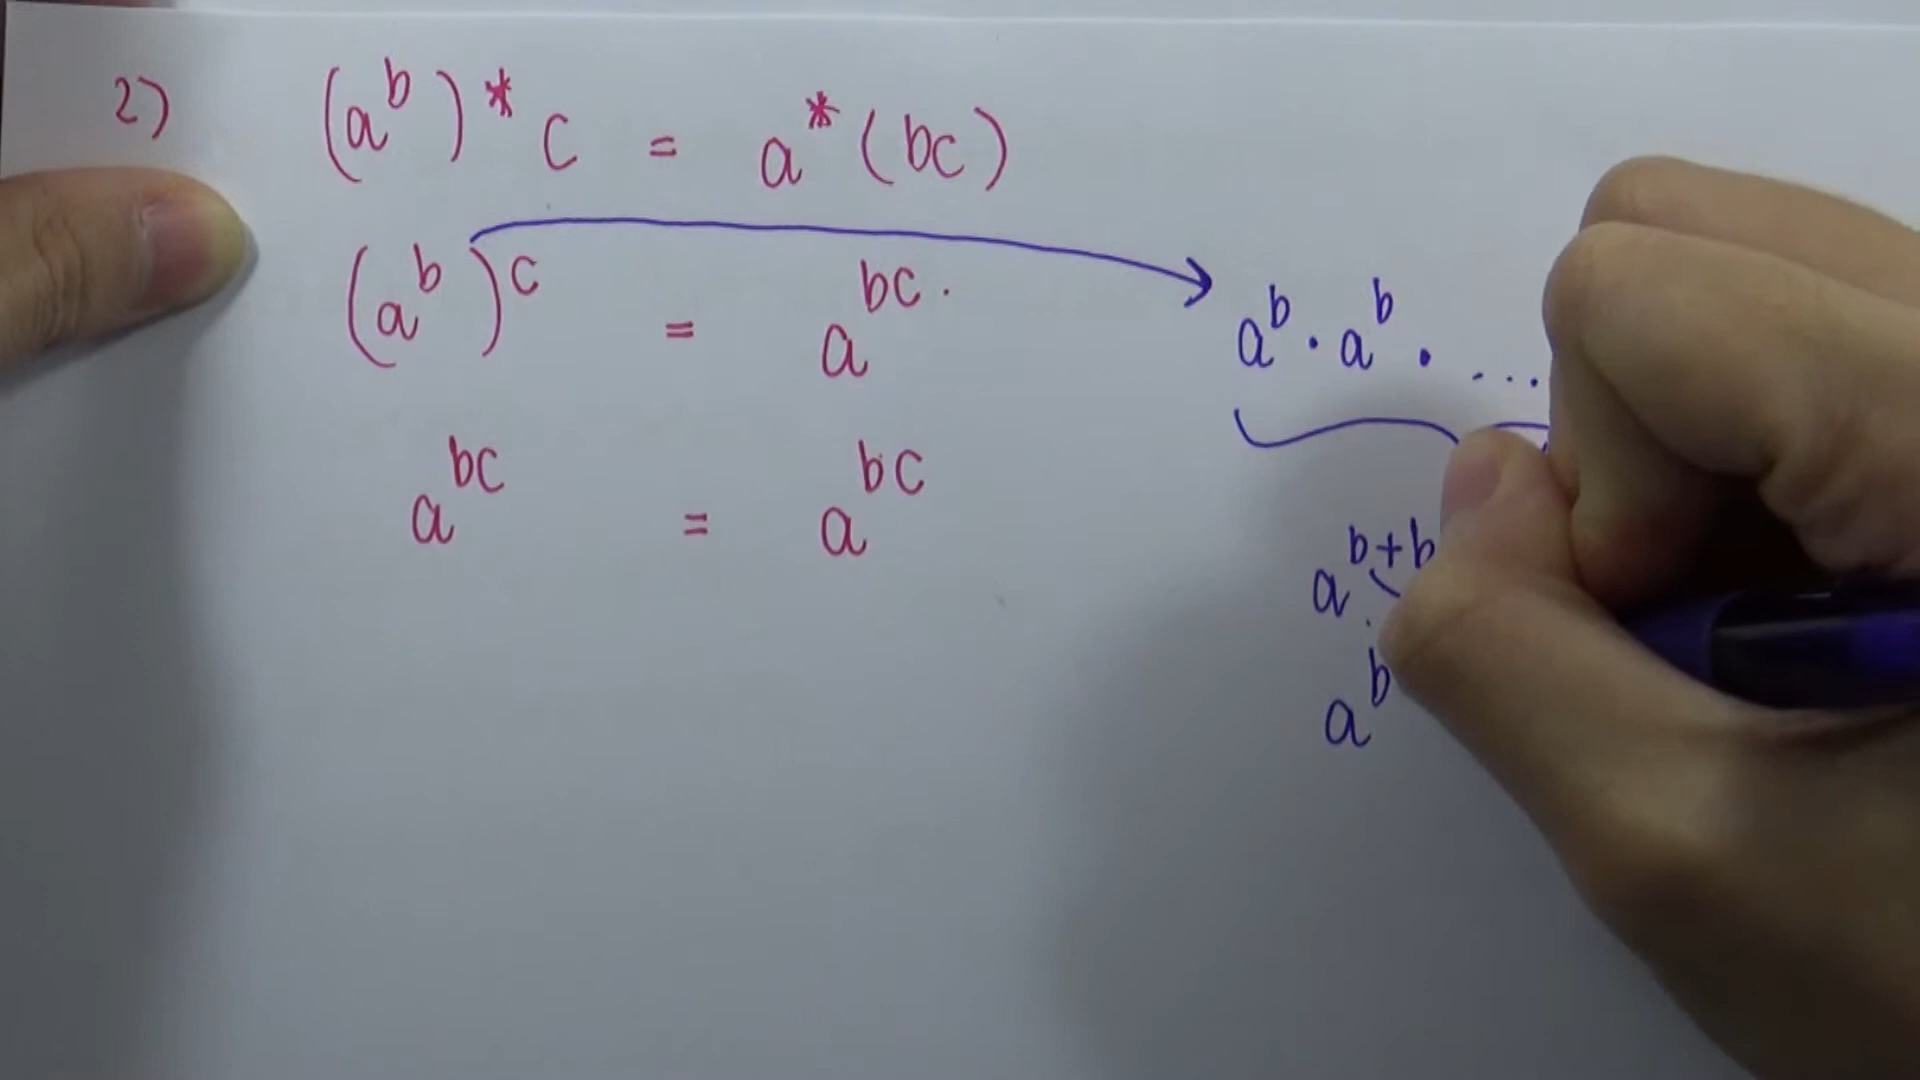 2) (a^b)* c = a*(bc)
(a^b)^c = a^bc. a^b · a^b · ...
a^bc = a^bc
a^b+b
a^b